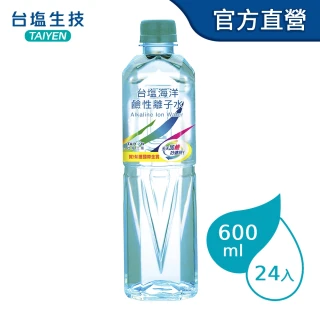 台塩生技
TAIYEN
官方直營
台塩海洋
鹼性離子水
Alkaline Ion Water
600
ml
24入